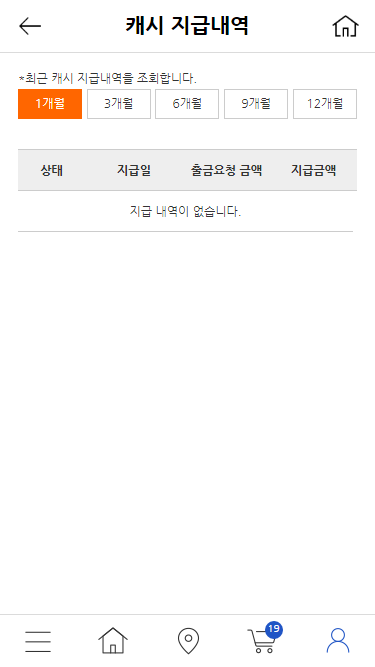 캐시 지급내역
*최근 캐시 지급내역을 조회합니다.
1개월 3개월 6개월 9개월 12개월
상태 지급일 출금요청 금액 지급금액
지급 내역이 없습니다.
19